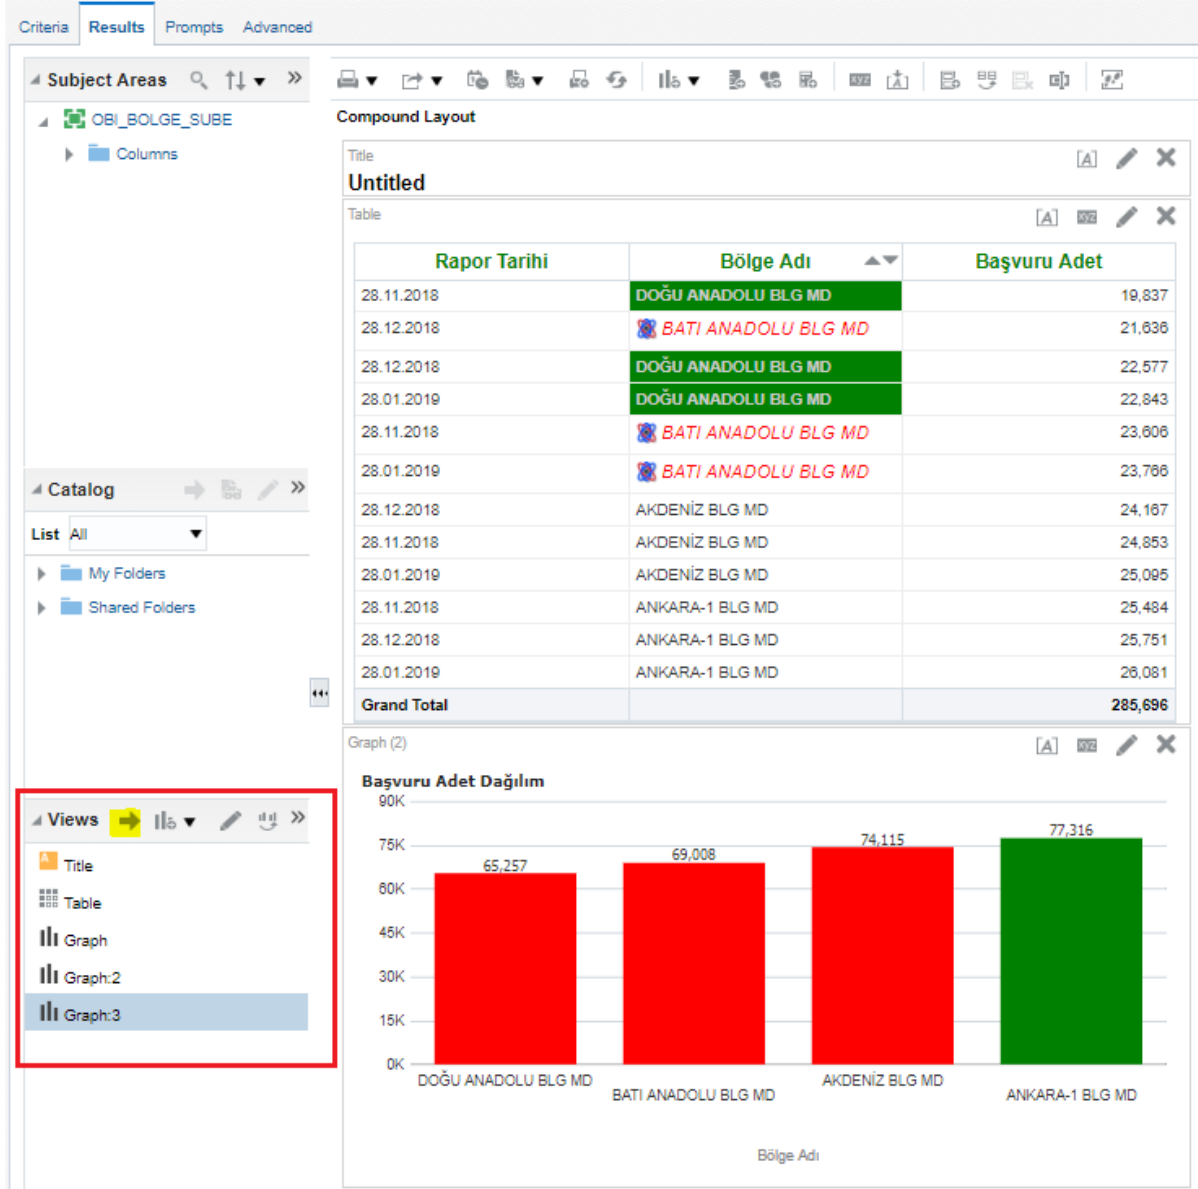 Criteria Results Prompts Advanced
Subject Areas
OBI_BOLGE_SUBE
Columns
Catalog
List All
My Folders
Shared Folders
Views
Title
Table
Graph
Graph:2
Graph:3
Compound Layout
Title
Untitled
Table
Rapor Tarihi Bölge Adı Başvuru Adet
28.11.2018 DOĞU ANADOLU BLG MD 19,837
28.12.2018 BATI ANADOLU BLG MD 21,636
28.12.2018 DOĞU ANADOLU BLG MD 22,577
28.01.2019 DOĞU ANADOLU BLG MD 22,843
28.11.2018 BATI ANADOLU BLG MD 23,606
28.01.2019 BATI ANADOLU BLG MD 23,766
28.12.2018 AKDENİZ BLG MD 24,167
28.11.2018 AKDENİZ BLG MD 24,853
28.01.2019 AKDENİZ BLG MD 25,095
28.11.2018 ANKARA-1 BLG MD 25,484
28.12.2018 ANKARA-1 BLG MD 25,751
28.01.2019 ANKARA-1 BLG MD 26,081
Grand Total 285,696
Graph (2)
Başvuru Adet Dağılım
90K
75K
60K
45K
30K
15K
0K
65,257 69,008 74,115 77,316
DOĞU ANADOLU BLG MD BATI ANADOLU BLG MD AKDENİZ BLG MD ANKARA-1 BLG MD
Bölge Adı